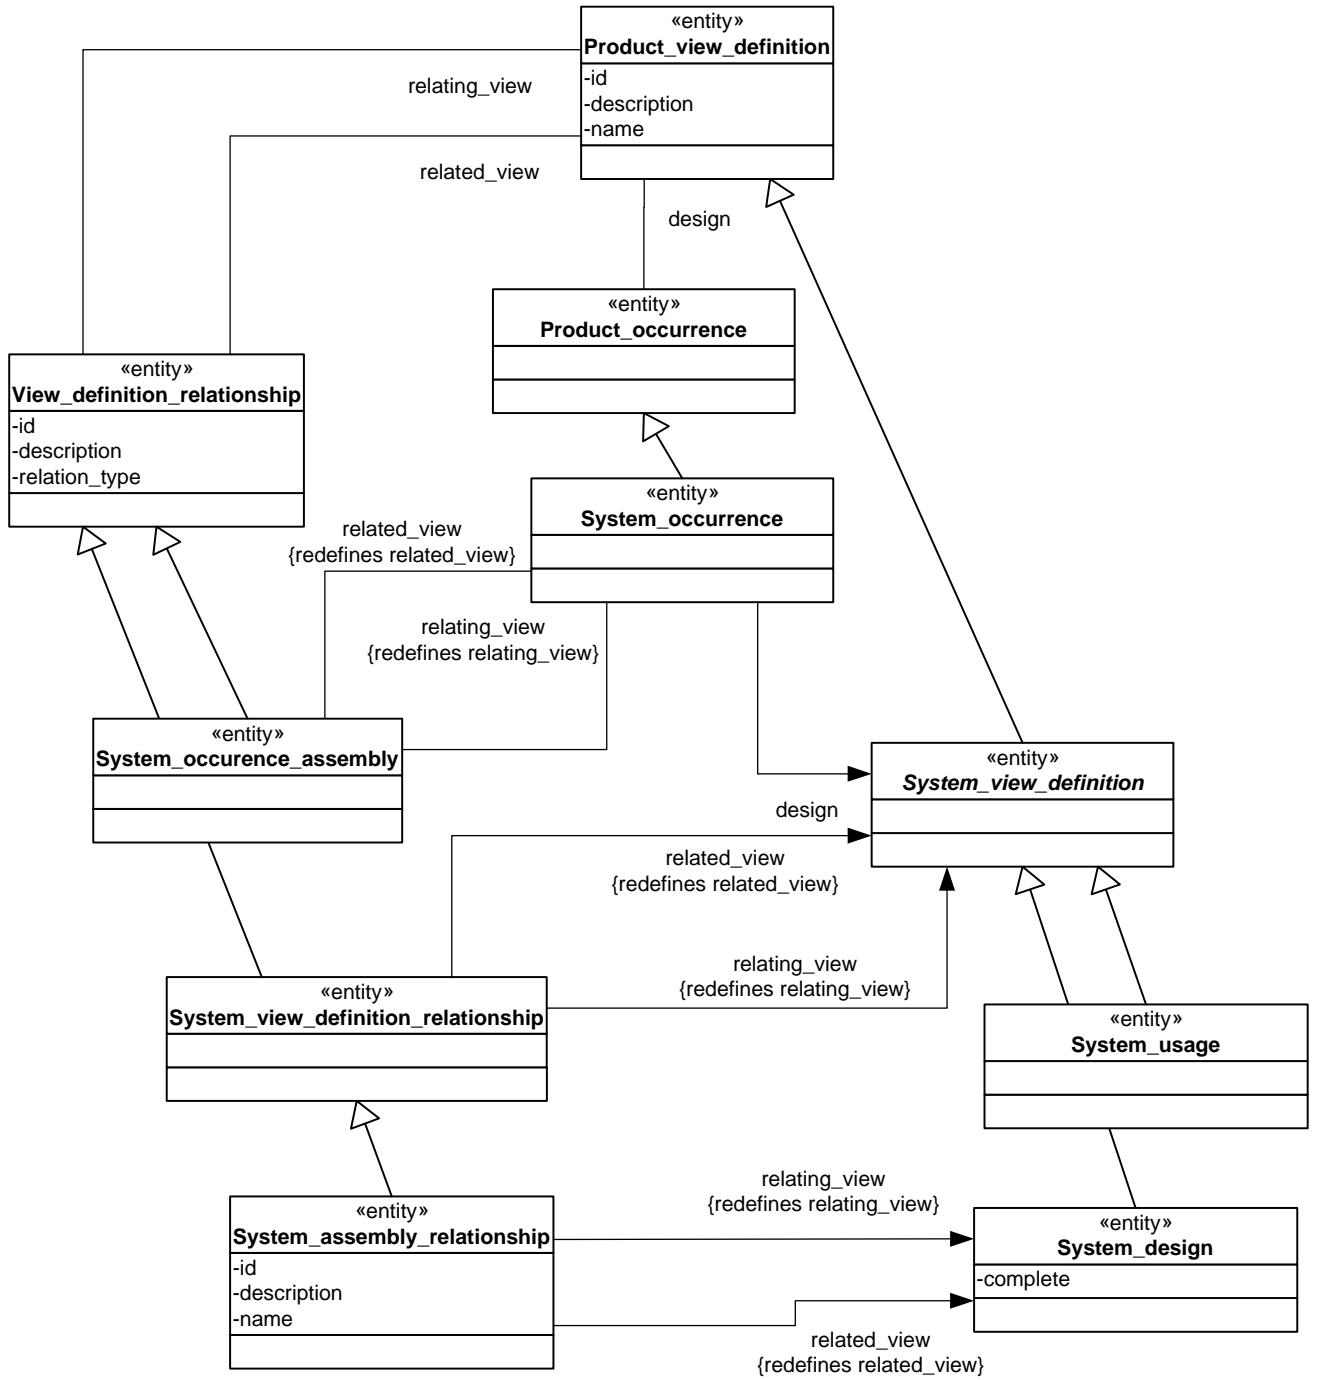 «entity»
Product_view_definition
-id
-description
-name
relating_view
related_view
design
«entity»
Product_occurrence
«entity»
View_definition_relationship
-id
-description
-relation_type
«entity»
System_occurrence
related_view
{redefines related_view}
relating_view
{redefines relating_view}
«entity»
System_occurence_assembly
«entity»
System_view_definition
design
related_view
{redefines related_view}
relating_view
{redefines relating_view}
«entity»
System_view_definition_relationship
«entity»
System_usage
relating_view
{redefines relating_view}
«entity»
System_assembly_relationship
-id
-description
-name
«entity»
System_design
-complete
related_view
{redefines related_view}